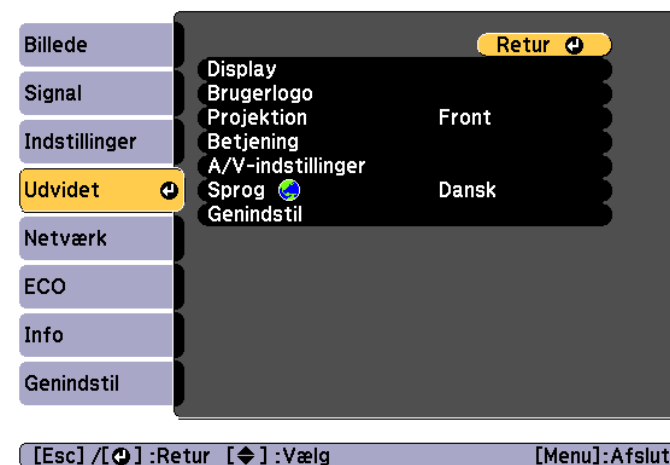 Billede
Signal
Indstillinger
Udvidet
Netværk
ECO
Info
Genindstil
Retur
Display
Brugerlogo
Projektion Front
Betjening
A/V-indstillinger
Sprog Dansk
Genindstil
[Esc] /[ ] :Retur [ ] :Vælg [Menu]:Afslut